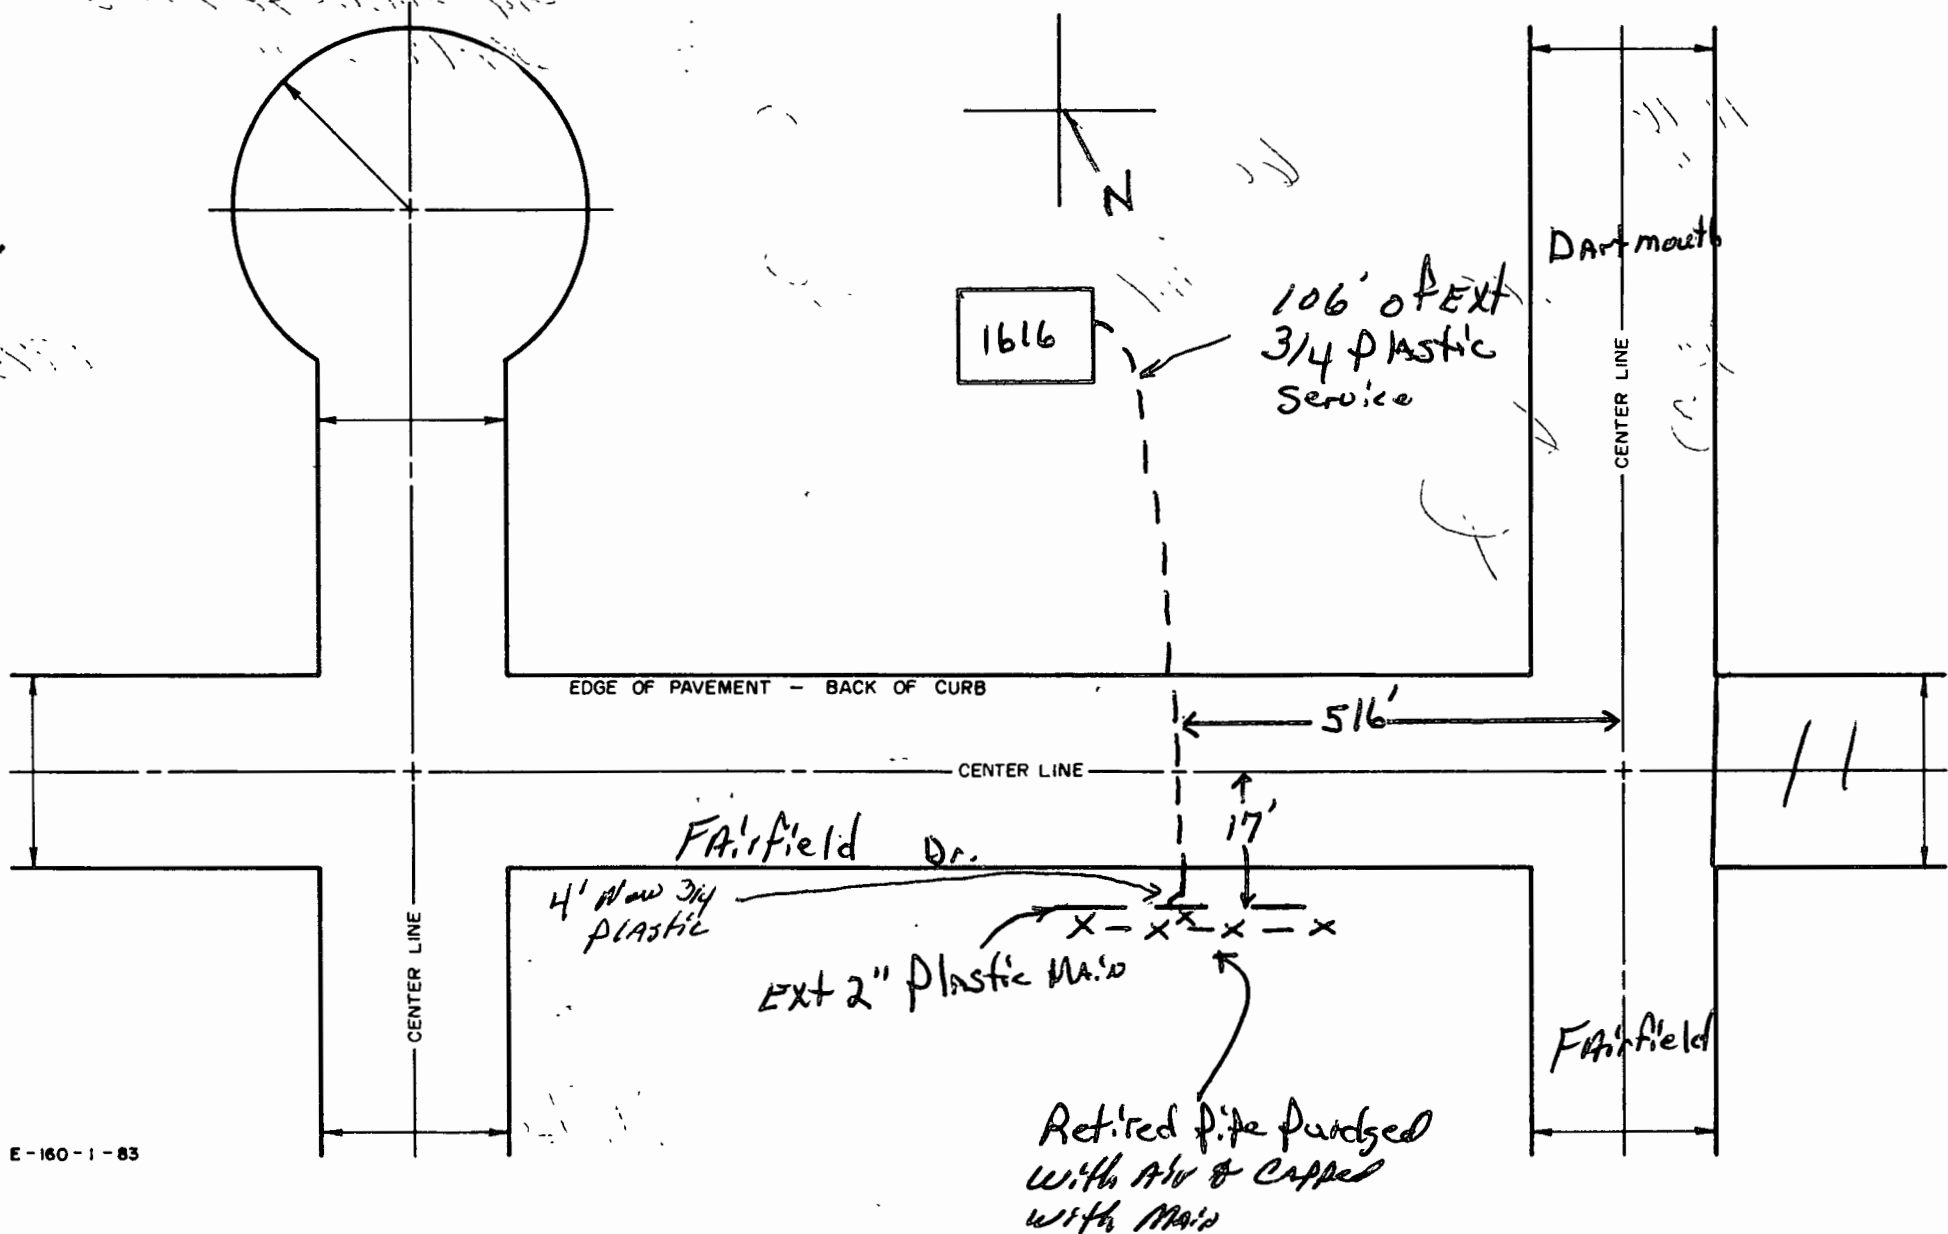 N
Dartmouth
106' of Ext
3/4 Plastic
Service
1616
CENTER LINE
EDGE OF PAVEMENT - BACK OF CURB
516'
CENTER LINE
11
17'
Fairfield Dr.
4' New 3/4
Plastic
CENTER LINE
Ext 2" Plastic Main
x - x x - x - x
Fairfield
Retired Pipe Purdged
with Air & Capped
with Main
E-160-1-83